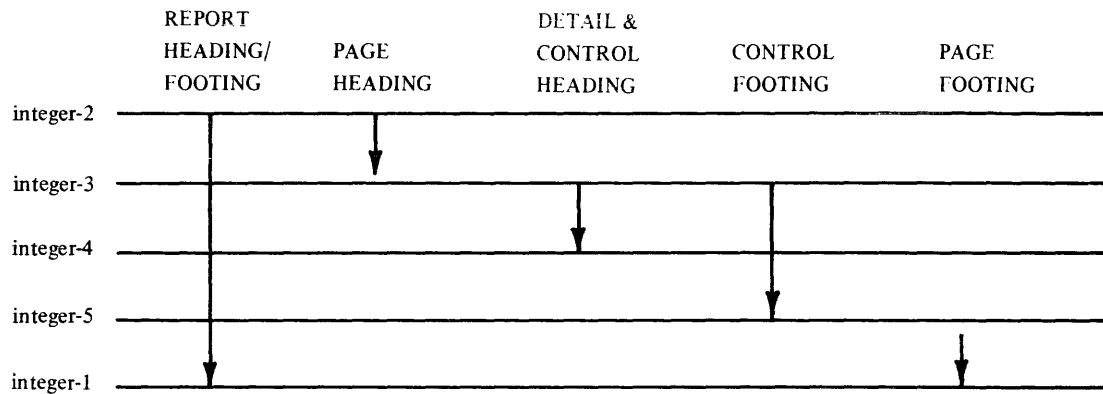 REPORT
HEADING/
FOOTING
PAGE
HEADING
DETAIL &
CONTROL
HEADING
CONTROL
FOOTING
PAGE
FOOTING
integer-2
integer-3
integer-4
integer-5
integer-1